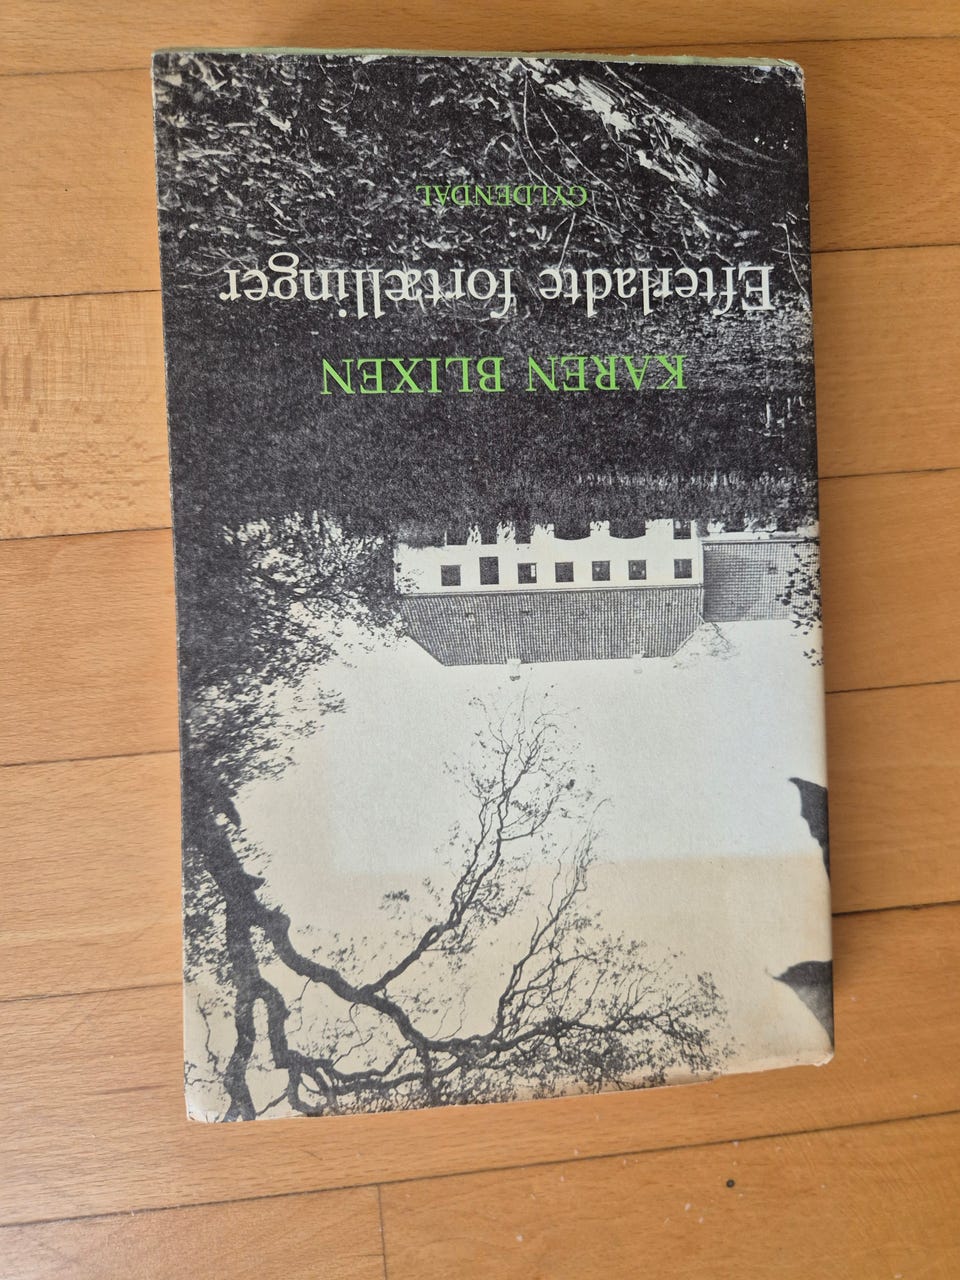 KAREN BLIXEN
Efterladte fortællinger
GYLDENDAL